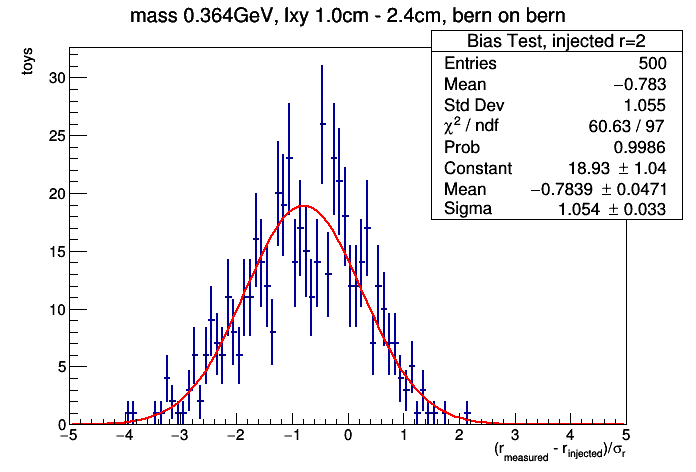 mass 0.364GeV, lxy 1.0cm - 2.4cm, bern on bern
toys
Bias Test, injected r=2
Entries 500
Mean −0.783
Std Dev 1.055
χ² / ndf 60.63 / 97
Prob 0.9986
Constant 18.93 ± 1.04
Mean −0.7839 ± 0.0471
Sigma 1.054 ± 0.033
30
25
20
15
10
5
0
−5 −4 −3 −2 −1 0 1 2 3 4 5
(r_measured - r_injected)/σ_r